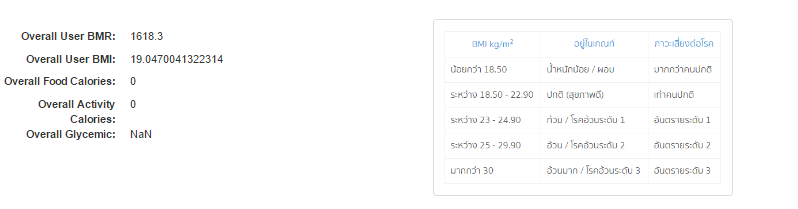 Overall User BMR: 1618.3
Overall User BMI: 19.0470041322314
Overall Food Calories: 0
Overall Activity 0
Calories:
Overall Glycemic: NaN
BMI kg/m² อยู่ในเกณท์ ภาวะเสี่ยงต่อโรค
น้อยกว่า 18.50 น้ำหนักน้อย / ผอม มากกว่าคนปกติ
ระหว่าง 18.50 - 22.90 ปกติ (สุขภาพดี) เท่าคนปกติ
ระหว่าง 23 - 24.90 ท้วม / โรคอ้วนระดับ 1 อันตรายระดับ 1
ระหว่าง 25 - 29.90 อ้วน / โรคอ้วนระดับ 2 อันตรายระดับ 2
มากกว่า 30 อ้วนมาก / โรคอ้วนระดับ 3 อันตรายระดับ 3